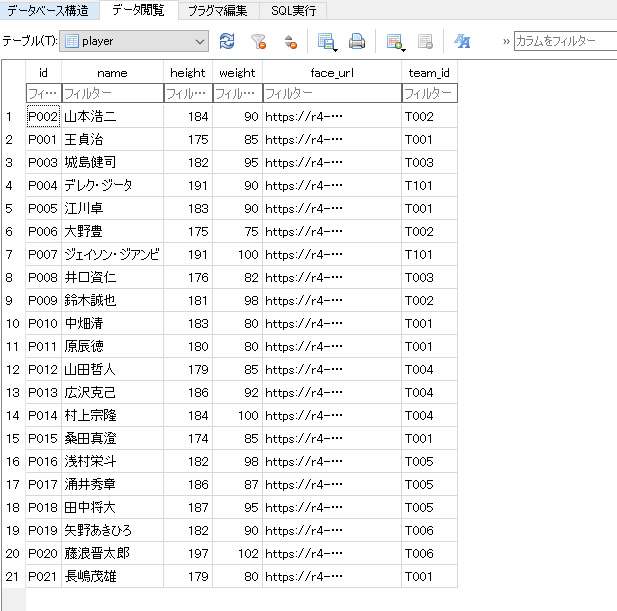 データベース構造 データ閲覧 プラグマ編集 SQL実行
テーブル(T): player » カラムをフィルター
id name height weight face_url team_id
フィ… フィルター フィル… フィル… フィルター フィルター
1 P002 山本浩二 184 90 https://r4-… T002
2 P001 王貞治 175 85 https://r4-… T001
3 P003 城島健司 182 95 https://r4-… T003
4 P004 デレク・ジータ 191 90 https://r4-… T101
5 P005 江川卓 183 90 https://r4-… T001
6 P006 大野豊 175 75 https://r4-… T002
7 P007 ジェイソン・ジアンビ 191 100 https://r4-… T101
8 P008 井口資仁 176 82 https://r4-… T003
9 P009 鈴木誠也 181 98 https://r4-… T002
10 P010 中畑清 183 80 https://r4-… T001
11 P011 原辰徳 180 80 https://r4-… T001
12 P012 山田哲人 179 85 https://r4-… T004
13 P013 広沢克己 186 92 https://r4-… T004
14 P014 村上宗隆 184 100 https://r4-… T004
15 P015 桑田真澄 174 85 https://r4-… T001
16 P016 浅村栄斗 182 98 https://r4-… T005
17 P017 涌井秀章 186 87 https://r4-… T005
18 P018 田中将大 187 95 https://r4-… T005
19 P019 矢野あきひろ 182 90 https://r4-… T006
20 P020 藤浪晋太郎 197 102 https://r4-… T006
21 P021 長嶋茂雄 179 80 https://r4-… T001